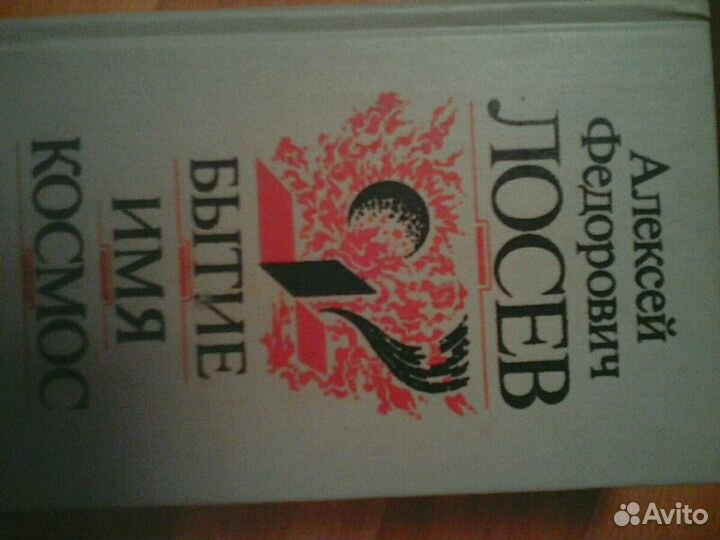 Алексей
Федорович
ЛОСЕВ
БЫТИЕ
ИМЯ
КОСМОС
Avito